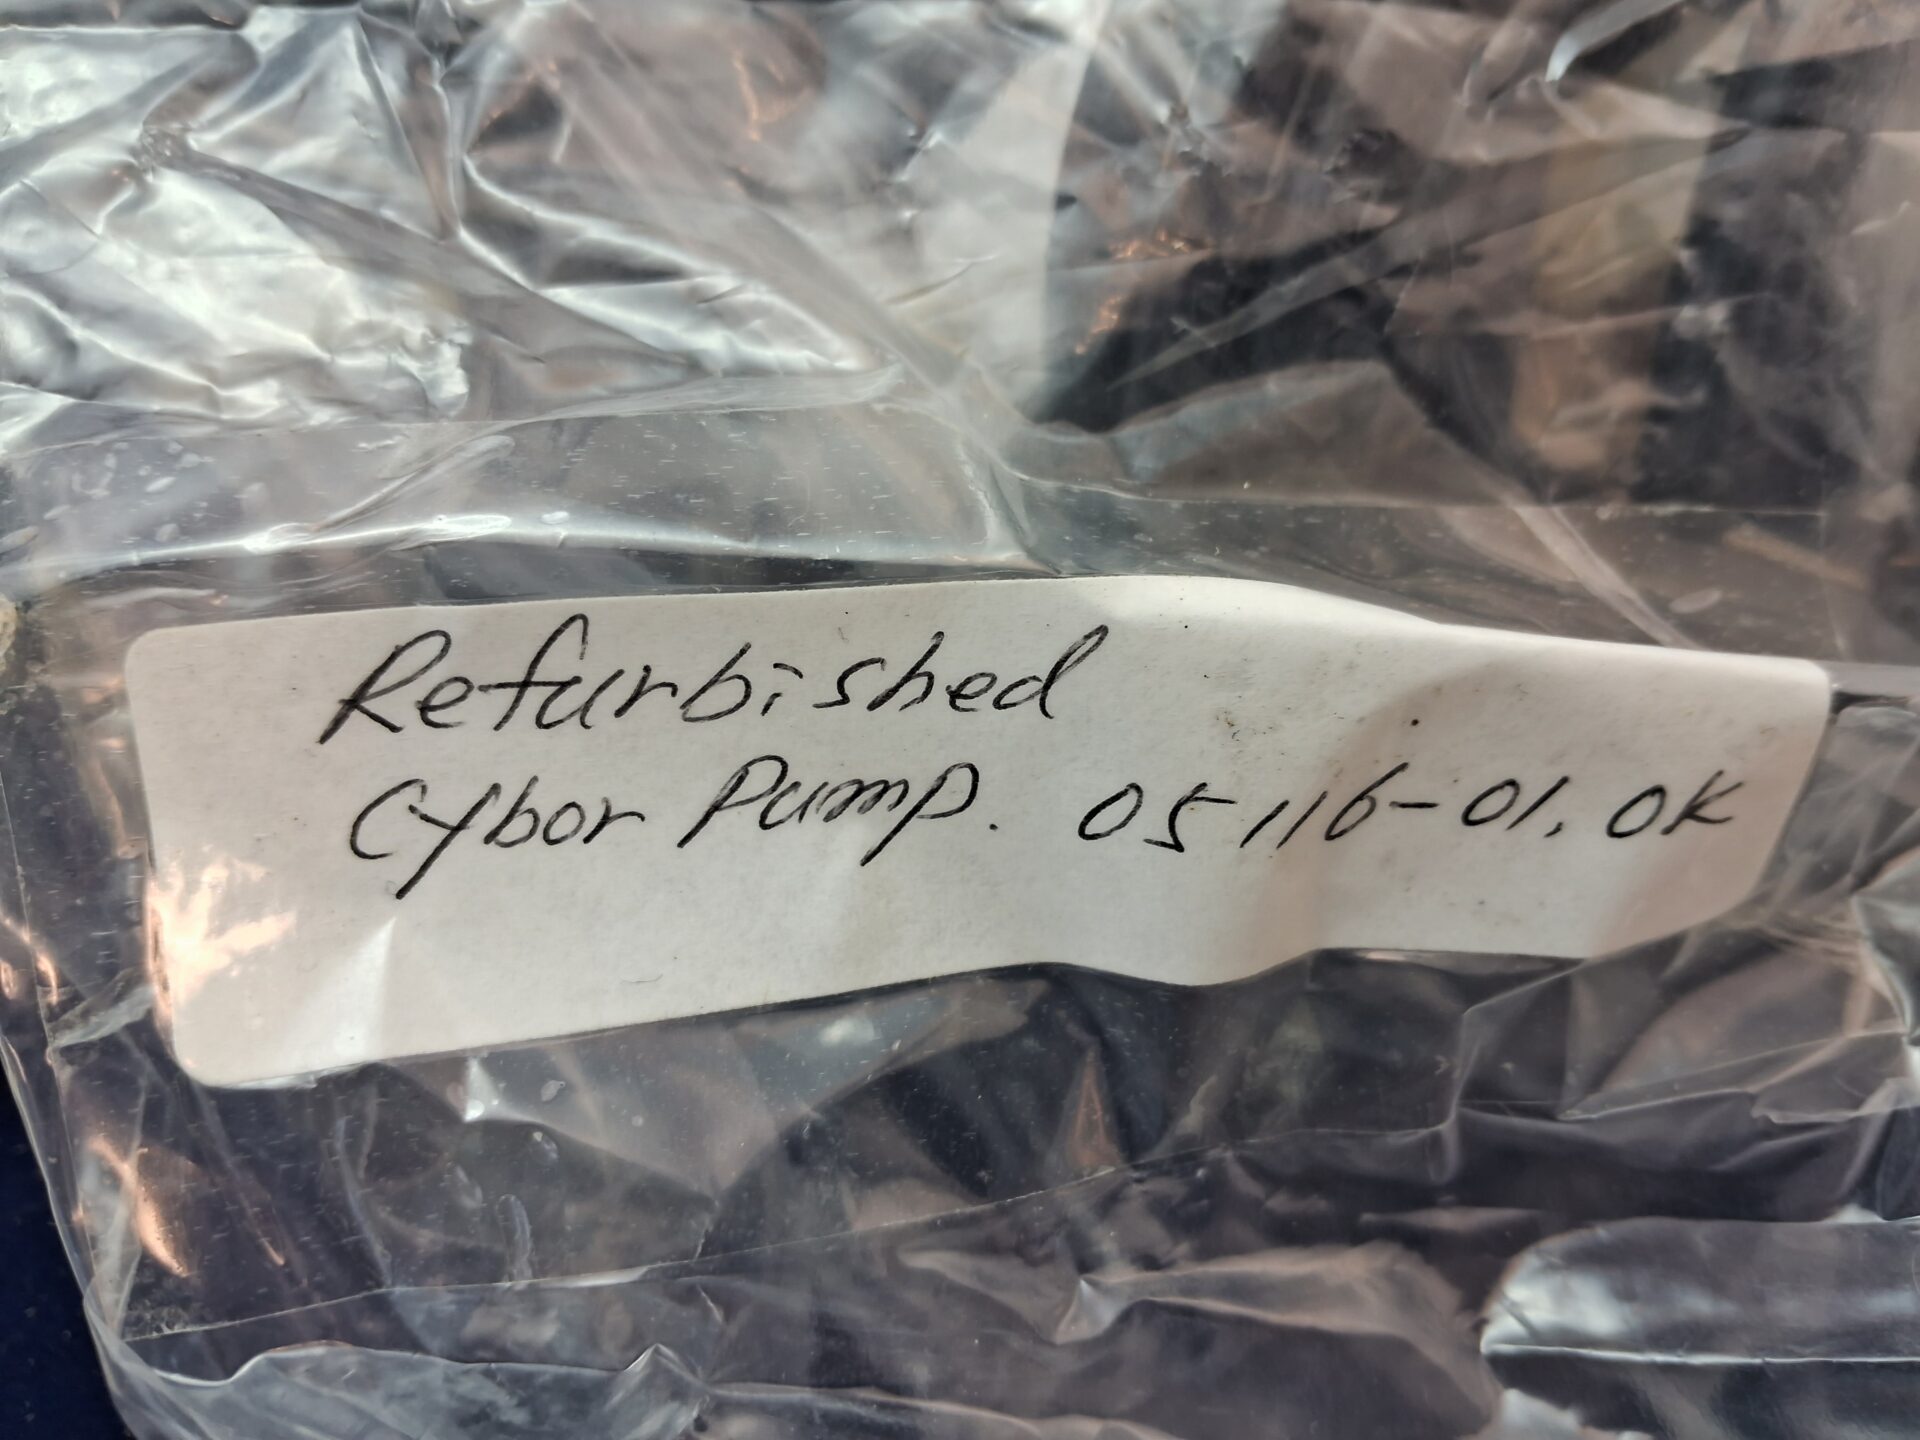 Refurbished
Cybor Pump. 05116-01. OK